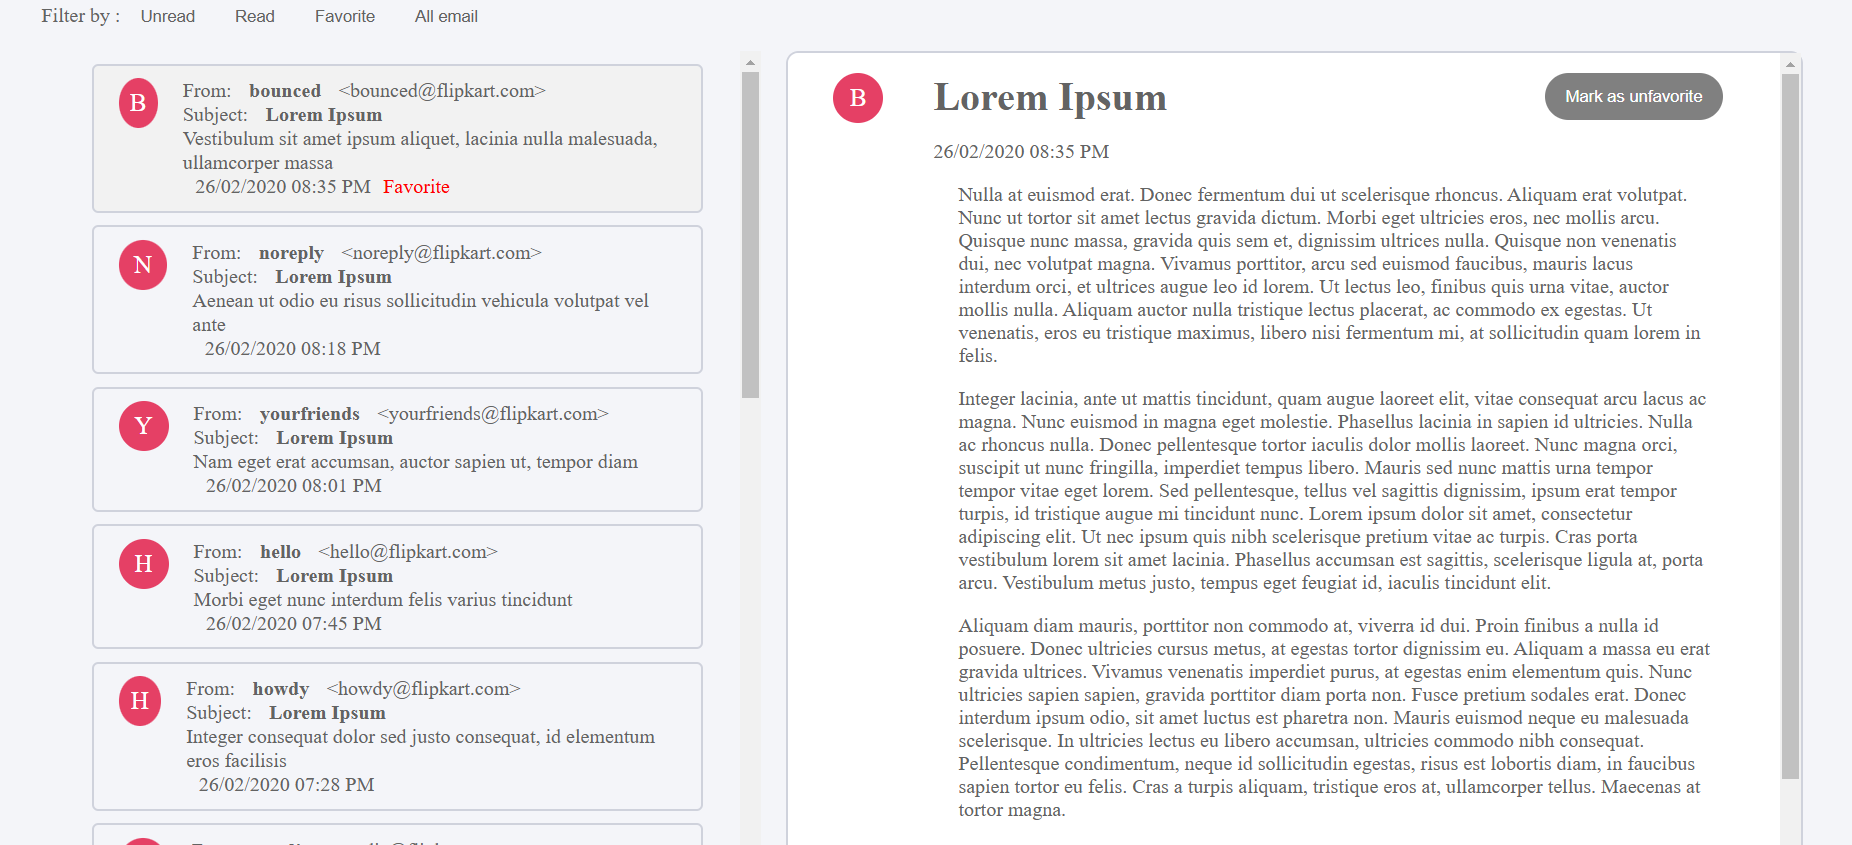 Filter by : Unread Read Favorite All email
B
From: bounced <bounced@flipkart.com>
Subject: Lorem Ipsum
Vestibulum sit amet ipsum aliquet, lacinia nulla malesuada,
ullamcorper massa
26/02/2020 08:35 PM Favorite
N
From: noreply <noreply@flipkart.com>
Subject: Lorem Ipsum
Aenean ut odio eu risus sollicitudin vehicula volutpat vel
ante
26/02/2020 08:18 PM
Y
From: yourfriends <yourfriends@flipkart.com>
Subject: Lorem Ipsum
Nam eget erat accumsan, auctor sapien ut, tempor diam
26/02/2020 08:01 PM
H
From: hello <hello@flipkart.com>
Subject: Lorem Ipsum
Morbi eget nunc interdum felis varius tincidunt
26/02/2020 07:45 PM
H
From: howdy <howdy@flipkart.com>
Subject: Lorem Ipsum
Integer consequat dolor sed justo consequat, id elementum
eros facilisis
26/02/2020 07:28 PM
B
Lorem Ipsum
Mark as unfavorite
26/02/2020 08:35 PM
Nulla at euismod erat. Donec fermentum dui ut scelerisque rhoncus. Aliquam erat volutpat.
Nunc ut tortor sit amet lectus gravida dictum. Morbi eget ultricies eros, nec mollis arcu.
Quisque nunc massa, gravida quis sem et, dignissim ultrices nulla. Quisque non venenatis
dui, nec volutpat magna. Vivamus porttitor, arcu sed euismod faucibus, mauris lacus
interdum orci, et ultrices augue leo id lorem. Ut lectus leo, finibus quis urna vitae, auctor
mollis nulla. Aliquam auctor nulla tristique lectus placerat, ac commodo ex egestas. Ut
venenatis, eros eu tristique maximus, libero nisi fermentum mi, at sollicitudin quam lorem in
felis.
Integer lacinia, ante ut mattis tincidunt, quam augue laoreet elit, vitae consequat arcu lacus ac
magna. Nunc euismod in magna eget molestie. Phasellus lacinia in sapien id ultricies. Nulla
ac rhoncus nulla. Donec pellentesque tortor iaculis dolor mollis laoreet. Nunc magna orci,
suscipit ut nunc fringilla, imperdiet tempus libero. Mauris sed nunc mattis urna tempor
tempor vitae eget lorem. Sed pellentesque, tellus vel sagittis dignissim, ipsum erat tempor
turpis, id tristique augue mi tincidunt nunc. Lorem ipsum dolor sit amet, consectetur
adipiscing elit. Ut nec ipsum quis nibh scelerisque pretium vitae ac turpis. Cras porta
vestibulum lorem sit amet lacinia. Phasellus accumsan est sagittis, scelerisque ligula at, porta
arcu. Vestibulum metus justo, tempus eget feugiat id, iaculis tincidunt elit.
Aliquam diam mauris, porttitor non commodo at, viverra id dui. Proin finibus a nulla id
posuere. Donec ultricies cursus metus, at egestas tortor dignissim eu. Aliquam a massa eu erat
gravida ultrices. Vivamus venenatis imperdiet purus, at egestas enim elementum quis. Nunc
ultricies sapien sapien, gravida porttitor diam porta non. Fusce pretium sodales erat. Donec
interdum ipsum odio, sit amet luctus est pharetra non. Mauris euismod neque eu malesuada
scelerisque. In ultricies lectus eu libero accumsan, ultricies commodo nibh consequat.
Pellentesque condimentum, neque id sollicitudin egestas, risus est lobortis diam, in faucibus
sapien tortor eu felis. Cras a turpis aliquam, tristique eros at, ullamcorper tellus. Maecenas at
tortor magna.